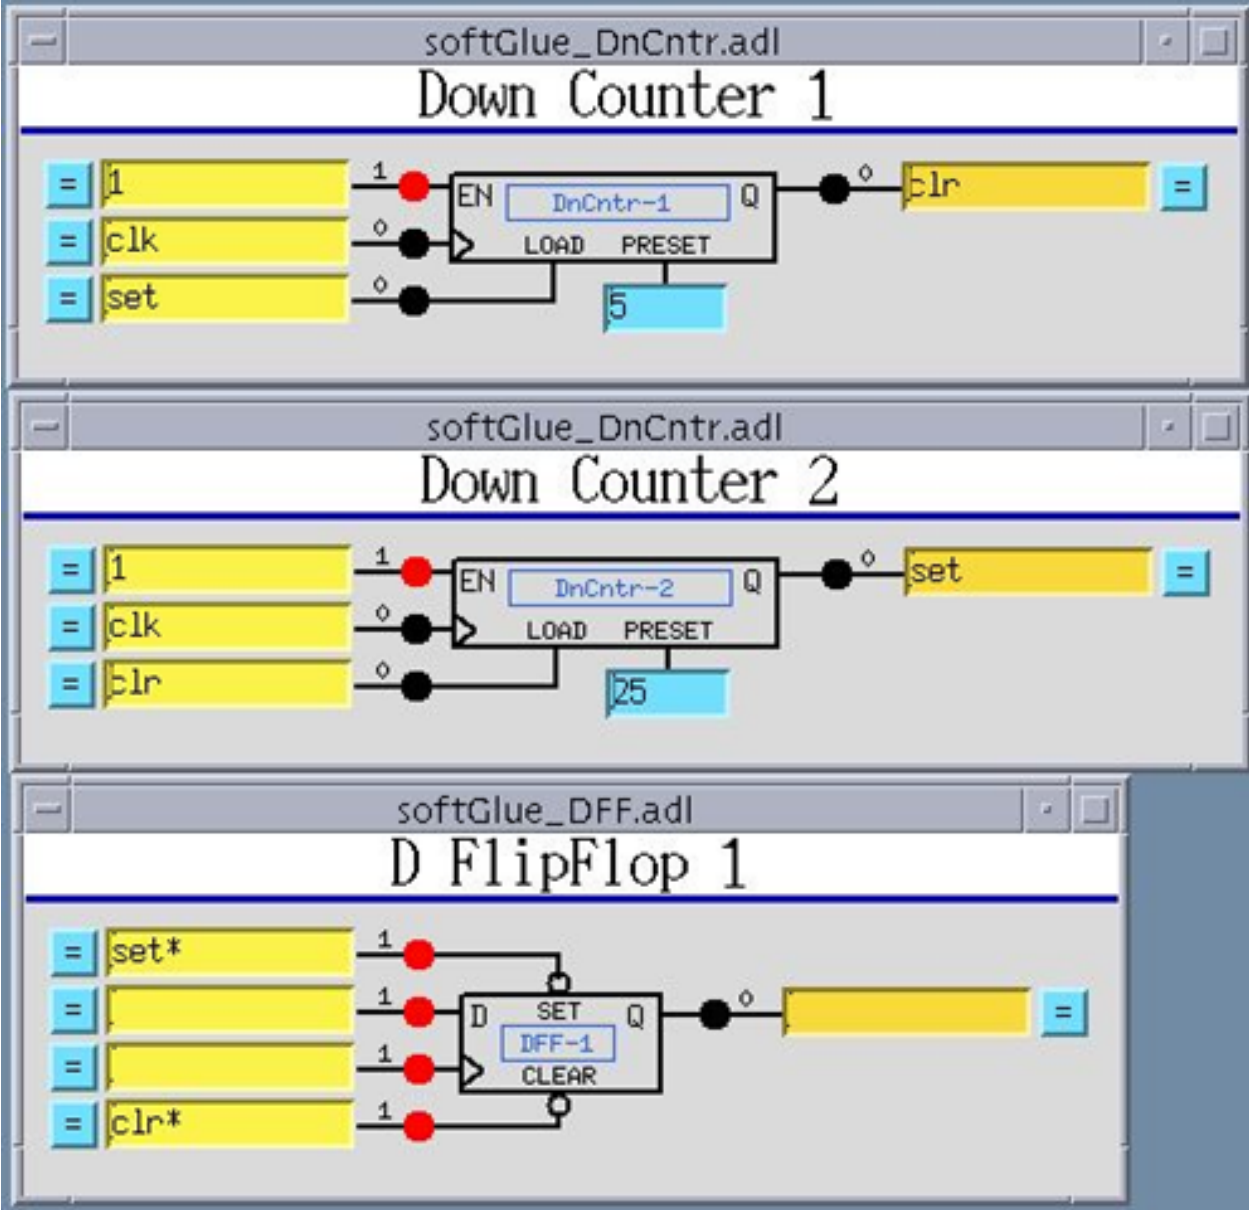 softGlue_DnCntr.adl
Down Counter 1
= 1 1 EN DnCntr-1 Q 0 clr =
= clk 0 LOAD PRESET
= set 0 5
softGlue_DnCntr.adl
Down Counter 2
= 1 1 EN DnCntr-2 Q 0 set =
= clk 0 LOAD PRESET
= clr 0 25
softGlue_DFF.adl
D FlipFlop 1
= set* 1
= 1 D SET Q 0 =
DFF-1
= 1 CLEAR
= clr* 1